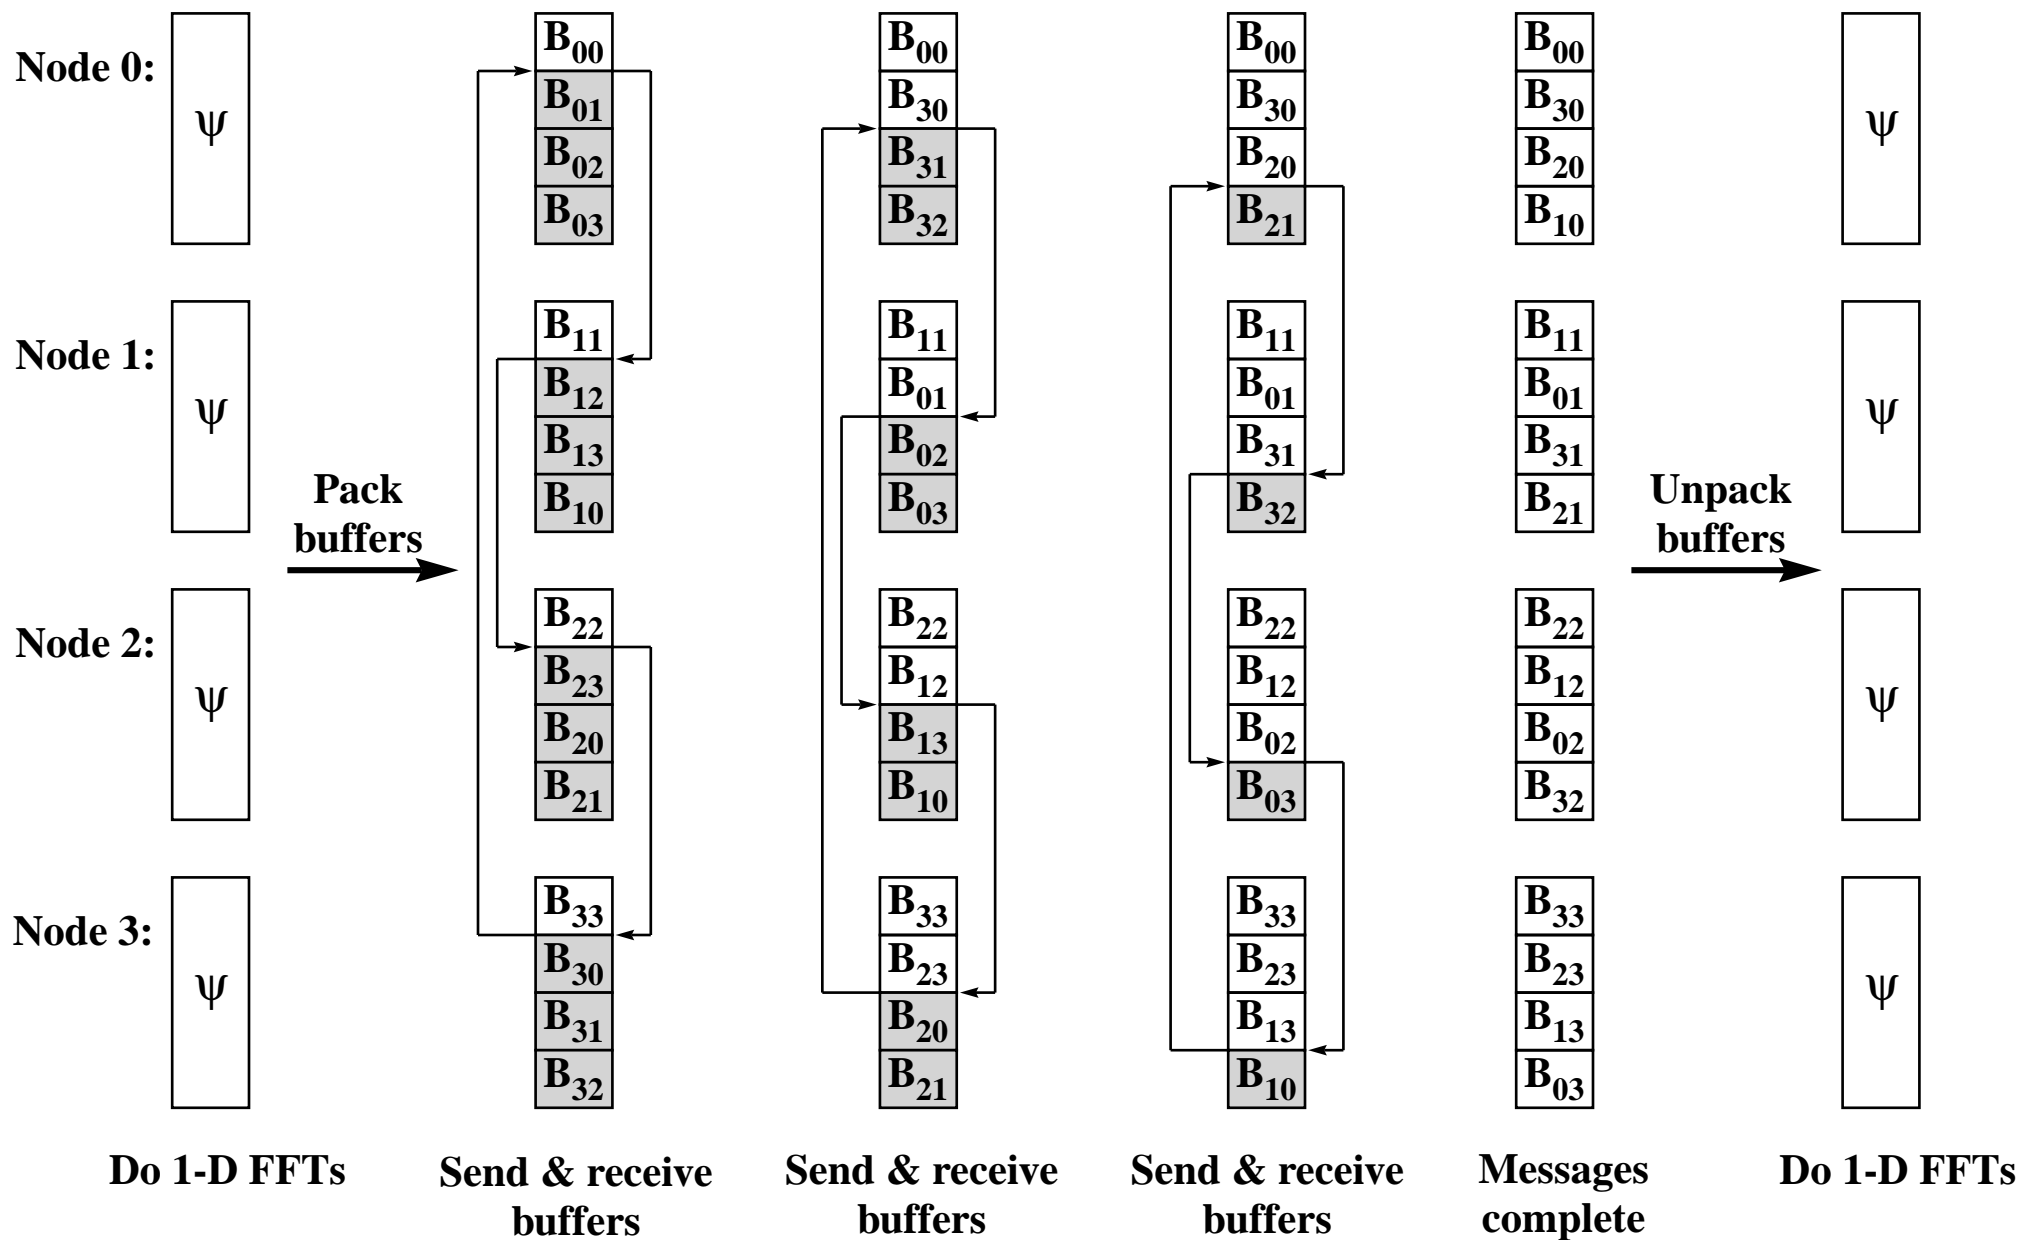 Node 0:
ψ
B00
B01
B02
B03
B00
B30
B31
B32
B00
B30
B20
B21
B00
B30
B20
B10
ψ
Node 1:
ψ
B11
B12
B13
B10
B11
B01
B02
B03
B11
B01
B31
B32
B11
B01
B31
B21
ψ
Pack
buffers
Unpack
buffers
Node 2:
ψ
B22
B23
B20
B21
B22
B12
B13
B10
B22
B12
B02
B03
B22
B12
B02
B32
ψ
Node 3:
ψ
B33
B30
B31
B32
B33
B23
B20
B21
B33
B23
B13
B10
B33
B23
B13
B03
ψ
Do 1-D FFTs
Send & receive
buffers
Send & receive
buffers
Send & receive
buffers
Messages
complete
Do 1-D FFTs